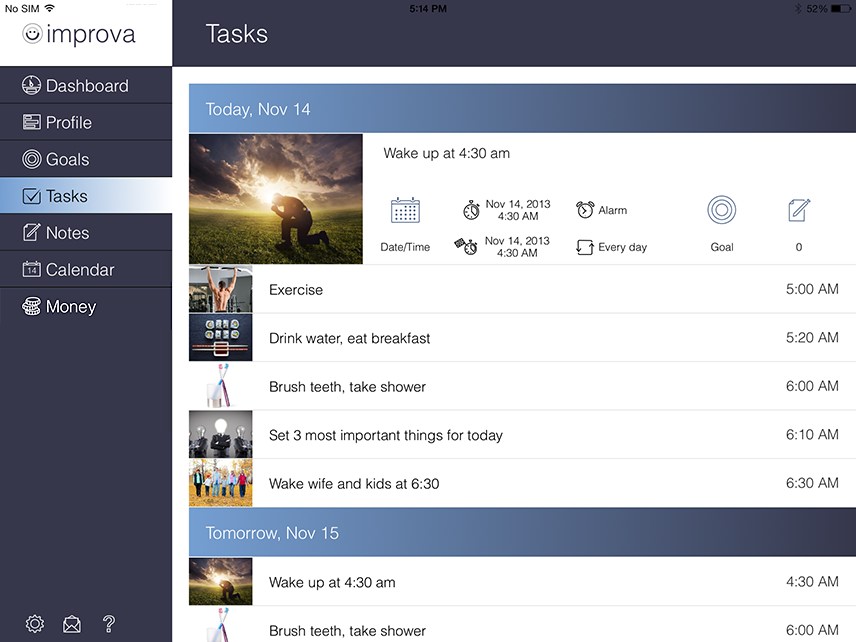 No SIM
5:14 PM
52%
improva
Tasks
Dashboard
Profile
Goals
Tasks
Notes
14
Calendar
Money
?
Today, Nov 14
Wake up at 4:30 am
Nov 14, 2013
4:30 AM
Alarm
Date/Time
Nov 14, 2013
4:30 AM
Every day
Goal
0
Exercise
5:00 AM
Drink water, eat breakfast
5:20 AM
Brush teeth, take shower
6:00 AM
Set 3 most important things for today
6:10 AM
Wake wife and kids at 6:30
6:30 AM
Tomorrow, Nov 15
Wake up at 4:30 am
4:30 AM
Brush teeth, take shower
6:00 AM